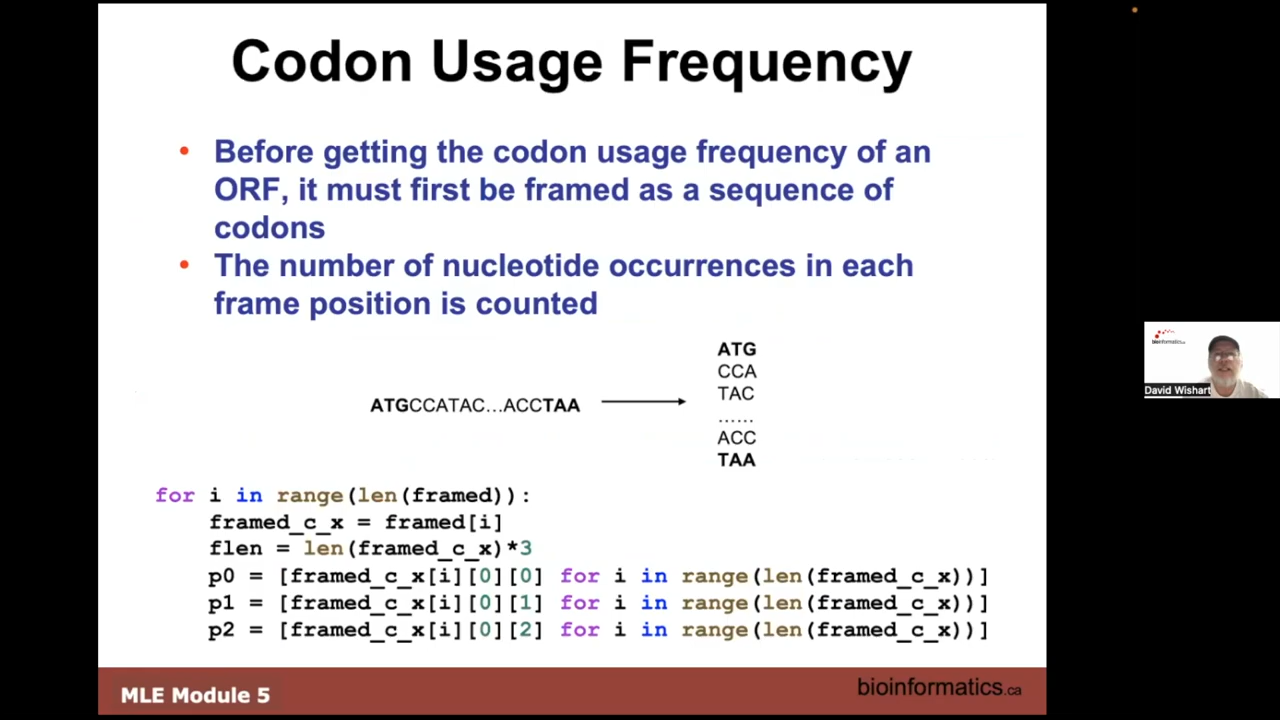 Codon Usage Frequency
• Before getting the codon usage frequency of an
ORF, it must first be framed as a sequence of
codons
• The number of nucleotide occurrences in each
frame position is counted
ATGCCATAC...ACCTAA
ATG
CCA
TAC
......
ACC
TAA
for i in range(len(framed)):
framed_c_x = framed[i]
flen = len(framed_c_x)*3
p0 = [framed_c_x[i][0][0] for i in range(len(framed_c_x))]
p1 = [framed_c_x[i][0][1] for i in range(len(framed_c_x))]
p2 = [framed_c_x[i][0][2] for i in range(len(framed_c_x))]
MLE Module 5
bioinformatics.ca
bioinformatics.ca
David Wishart